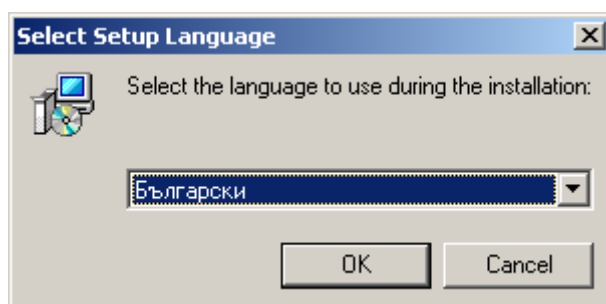 Select Setup Language
Select the language to use during the installation:
Български
OK
Cancel